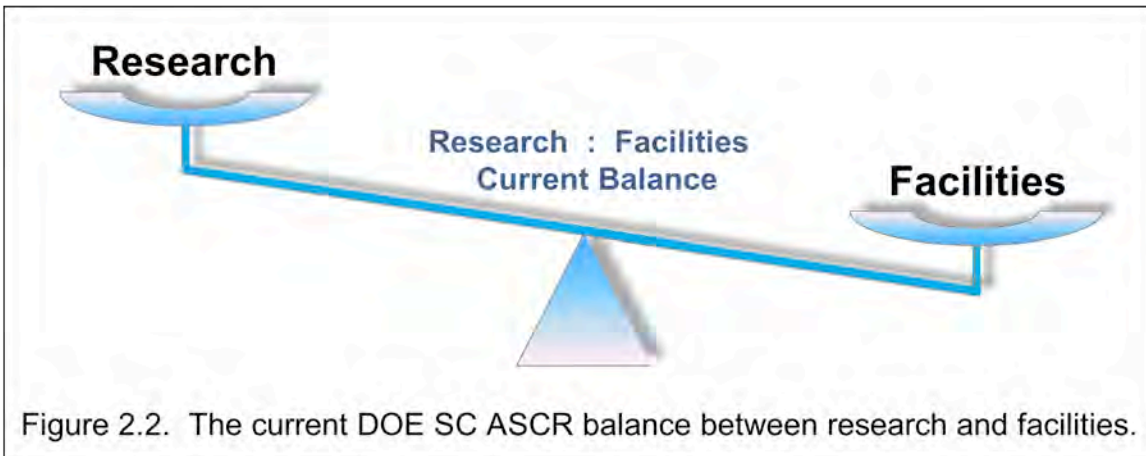 Research
Research : Facilities
Current Balance
Facilities
Figure 2.2. The current DOE SC ASCR balance between research and facilities.